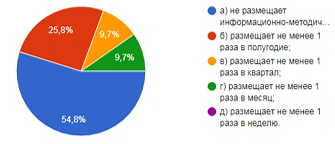 25,8%
9,7%
9,7%
54,8%
а) не размещает
информационно-методич…
б) размещает не менее 1
раза в полугодие;
в) размещает не менее 1
раза в квартал;
г) размещает не менее 1
раза в месяц;
д) размещает не менее 1
раза в неделю.